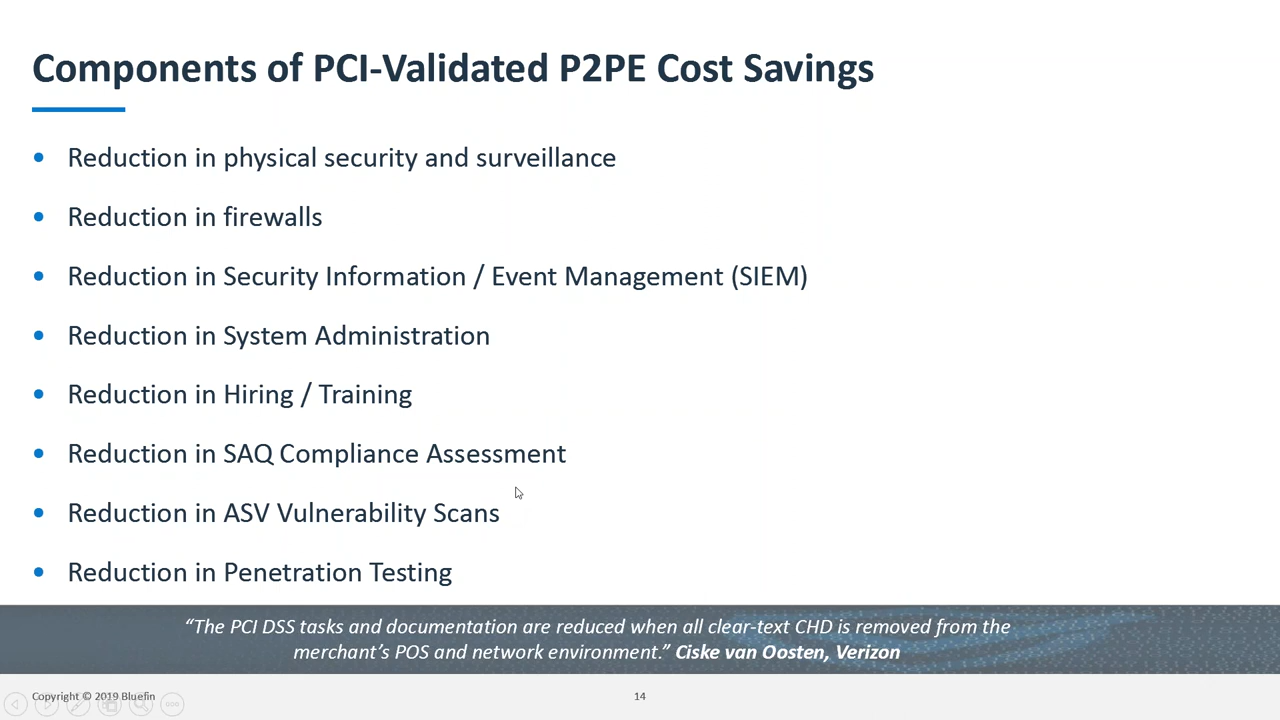 Components of PCI-Validated P2PE Cost Savings
• Reduction in physical security and surveillance
• Reduction in firewalls
• Reduction in Security Information / Event Management (SIEM)
• Reduction in System Administration
• Reduction in Hiring / Training
• Reduction in SAQ Compliance Assessment
• Reduction in ASV Vulnerability Scans
• Reduction in Penetration Testing
“The PCI DSS tasks and documentation are reduced when all clear-text CHD is removed from the
merchant’s POS and network environment.” Ciske van Oosten, Verizon
Copyright © 2019 Bluefin
14